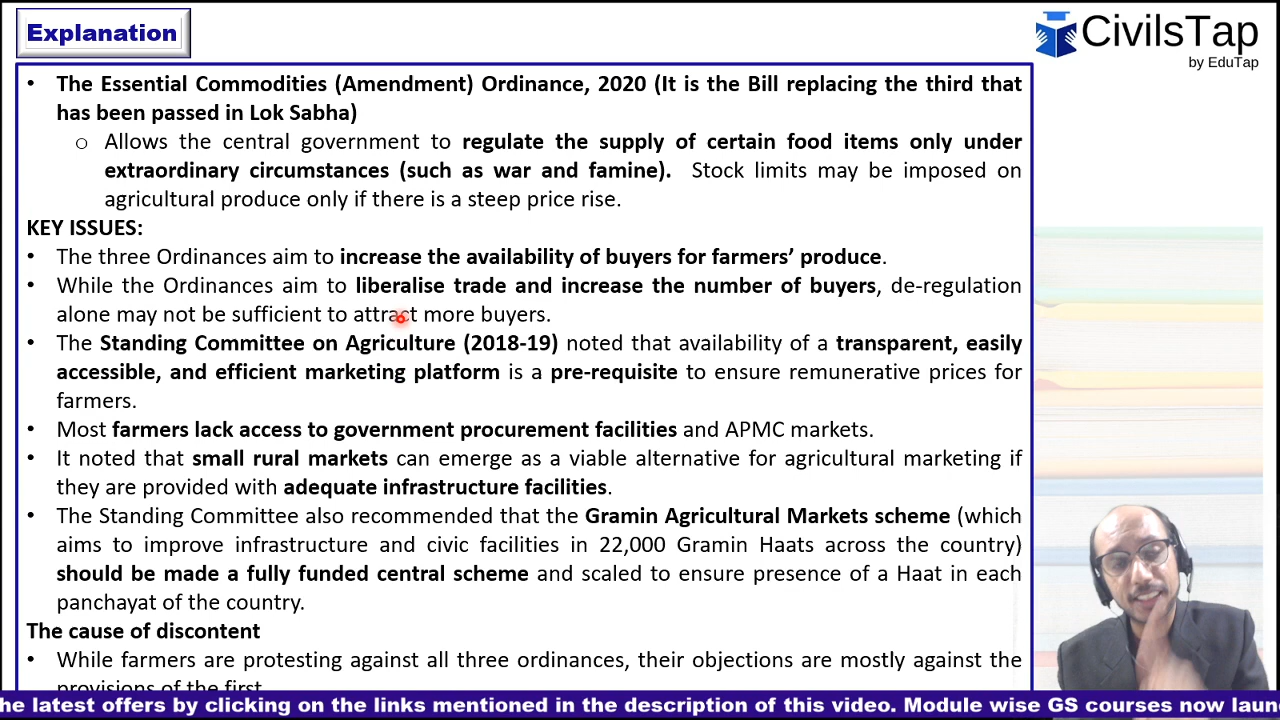 Explanation
CivilsTap
by EduTap
• The Essential Commodities (Amendment) Ordinance, 2020 (It is the Bill replacing the third that
has been passed in Lok Sabha)
o Allows the central government to regulate the supply of certain food items only under
extraordinary circumstances (such as war and famine). Stock limits may be imposed on
agricultural produce only if there is a steep price rise.
KEY ISSUES:
• The three Ordinances aim to increase the availability of buyers for farmers’ produce.
• While the Ordinances aim to liberalise trade and increase the number of buyers, de-regulation
alone may not be sufficient to attract more buyers.
• The Standing Committee on Agriculture (2018-19) noted that availability of a transparent, easily
accessible, and efficient marketing platform is a pre-requisite to ensure remunerative prices for
farmers.
• Most farmers lack access to government procurement facilities and APMC markets.
• It noted that small rural markets can emerge as a viable alternative for agricultural marketing if
they are provided with adequate infrastructure facilities.
• The Standing Committee also recommended that the Gramin Agricultural Markets scheme (which
aims to improve infrastructure and civic facilities in 22,000 Gramin Haats across the country)
should be made a fully funded central scheme and scaled to ensure presence of a Haat in each
panchayat of the country.
The cause of discontent
• While farmers are protesting against all three ordinances, their objections are mostly against the
provisions of the first.
he latest offers by clicking on the links mentioned in the description of this video. Module wise GS courses now laun